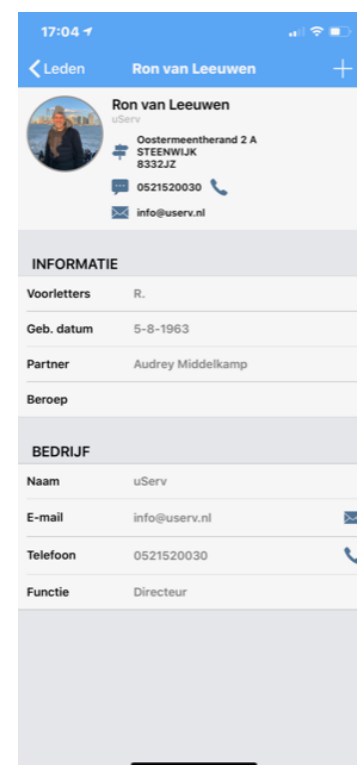 17:04
Leden
Ron van Leeuwen
Ron van Leeuwen
uServ
Oostermeentherand 2 A
STEENWIJK
8332JZ
0521520030
info@userv.nl
INFORMATIE
Voorletters R.
Geb. datum 5-8-1963
Partner Audrey Middelkamp
Beroep
BEDRIJF
Naam uServ
E-mail info@userv.nl
Telefoon 0521520030
Functie Directeur